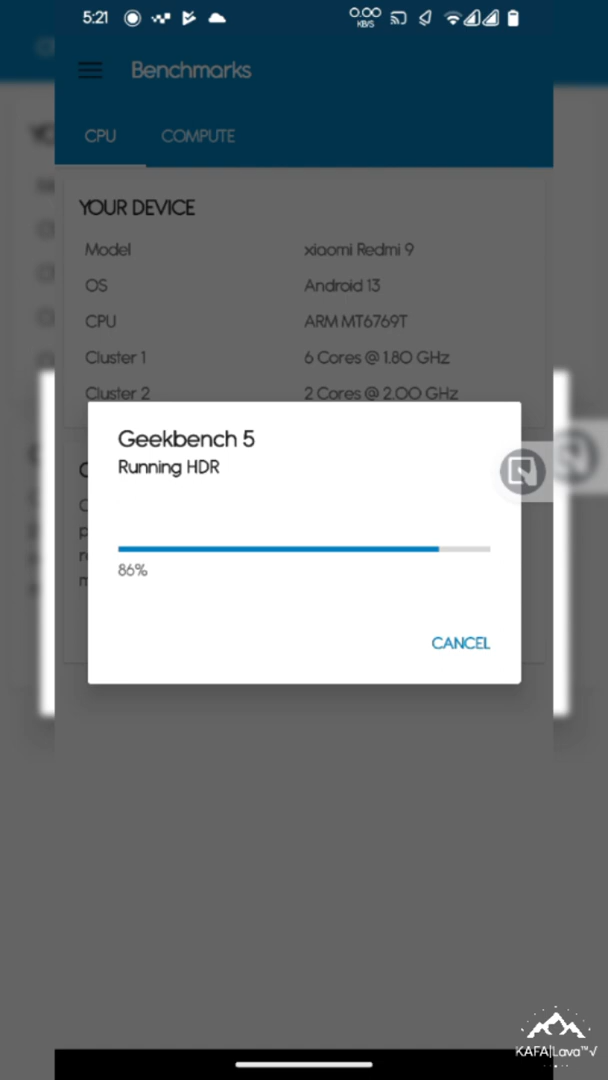 5:21
0.00
KB/S
Benchmarks
CPU COMPUTE
YOUR DEVICE
Model xiaomi Redmi 9
OS Android 13
CPU ARM MT6769T
Cluster 1 6 Cores @ 1.80 GHz
Cluster 2 2 Cores @ 2.00 GHz
Geekbench 5
Running HDR
86%
CANCEL
KAFA|Lava™√